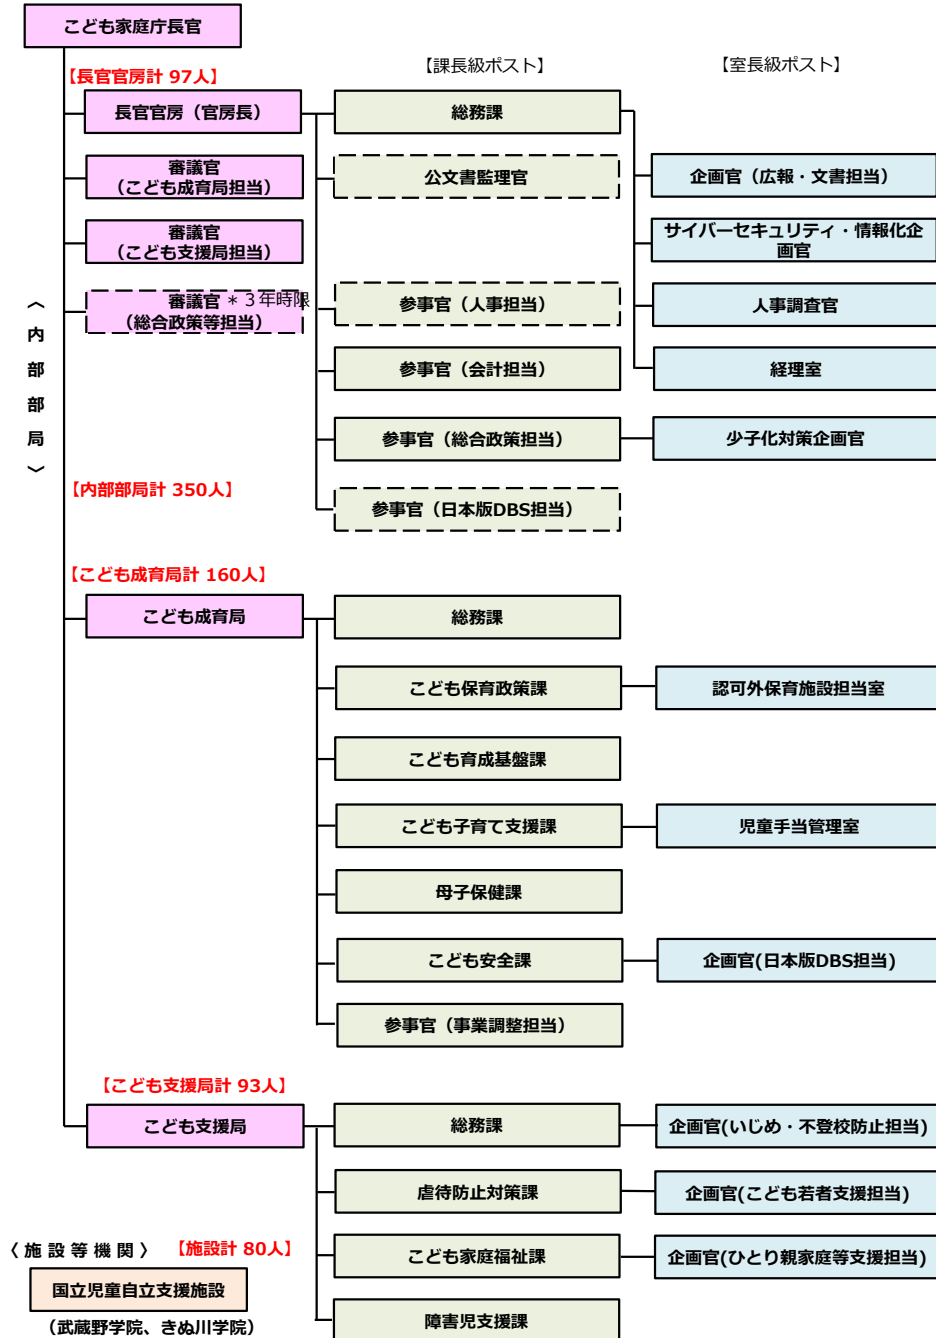 こども家庭庁長官
【長官官房計 97人】
【課長級ポスト】
【室長級ポスト】
長官官房（官房長）
総務課
審議官
（こども成育局担当）
公文書監理官
企画官（広報・文書担当）
審議官
（こども支援局担当）
サイバーセキュリティ・情報化企
画官
審議官 ＊３年時限
（総合政策等担当）
参事官（人事担当）
人事調査官
〈内部部局〉
参事官（会計担当）
経理室
参事官（総合政策担当）
少子化対策企画官
【内部部局計 350人】
参事官（日本版DBS担当）
【こども成育局計 160人】
こども成育局
総務課
こども保育政策課
認可外保育施設担当室
こども育成基盤課
こども子育て支援課
児童手当管理室
母子保健課
こども安全課
企画官(日本版DBS担当)
参事官（事業調整担当）
【こども支援局計 93人】
こども支援局
総務課
企画官(いじめ・不登校防止担当)
虐待防止対策課
企画官(こども若者支援担当)
〈施設等機関〉 【施設計 80人】
こども家庭福祉課
企画官(ひとり親家庭等支援担当)
国立児童自立支援施設
（武蔵野学院、きぬ川学院）
障害児支援課